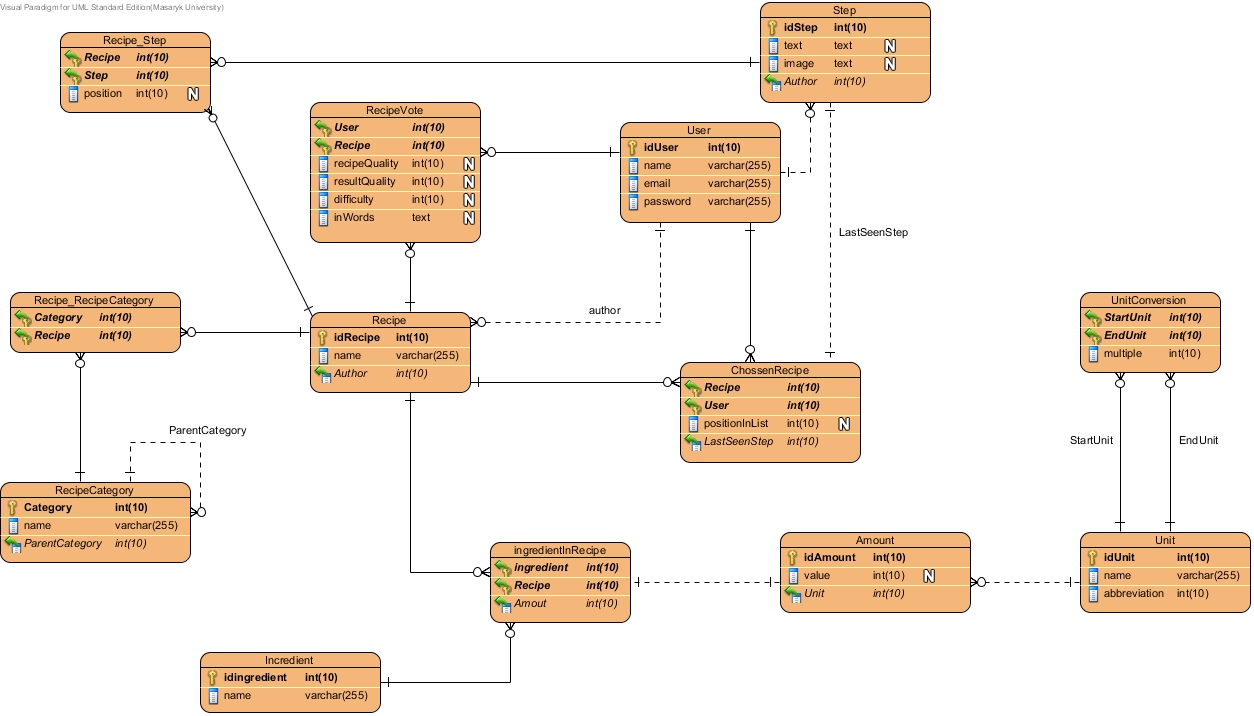 Visual Paradigm for UML Standard Edition(Masaryk University)
Step
idStep int(10)
text text N
image text N
Author int(10)
Recipe_Step
Recipe int(10)
Step int(10)
position int(10) N
RecipeVote
User int(10)
Recipe int(10)
recipeQuality int(10) N
resultQuality int(10) N
difficulty int(10) N
inWords text N
User
idUser int(10)
name varchar(255)
email varchar(255)
password varchar(255)
LastSeenStep
author
Recipe_RecipeCategory
Category int(10)
Recipe int(10)
Recipe
idRecipe int(10)
name varchar(255)
Author int(10)
ChossenRecipe
Recipe int(10)
User int(10)
positionInList int(10) N
LastSeenStep int(10)
UnitConversion
StartUnit int(10)
EndUnit int(10)
multiple int(10)
StartUnit
EndUnit
ParentCategory
RecipeCategory
Category int(10)
name varchar(255)
ParentCategory int(10)
ingredientInRecipe
ingredient int(10)
Recipe int(10)
Amout int(10)
Amount
idAmount int(10)
value int(10) N
Unit int(10)
Unit
idUnit int(10)
name varchar(255)
abbreviation int(10)
Incredient
idingredient int(10)
name varchar(255)